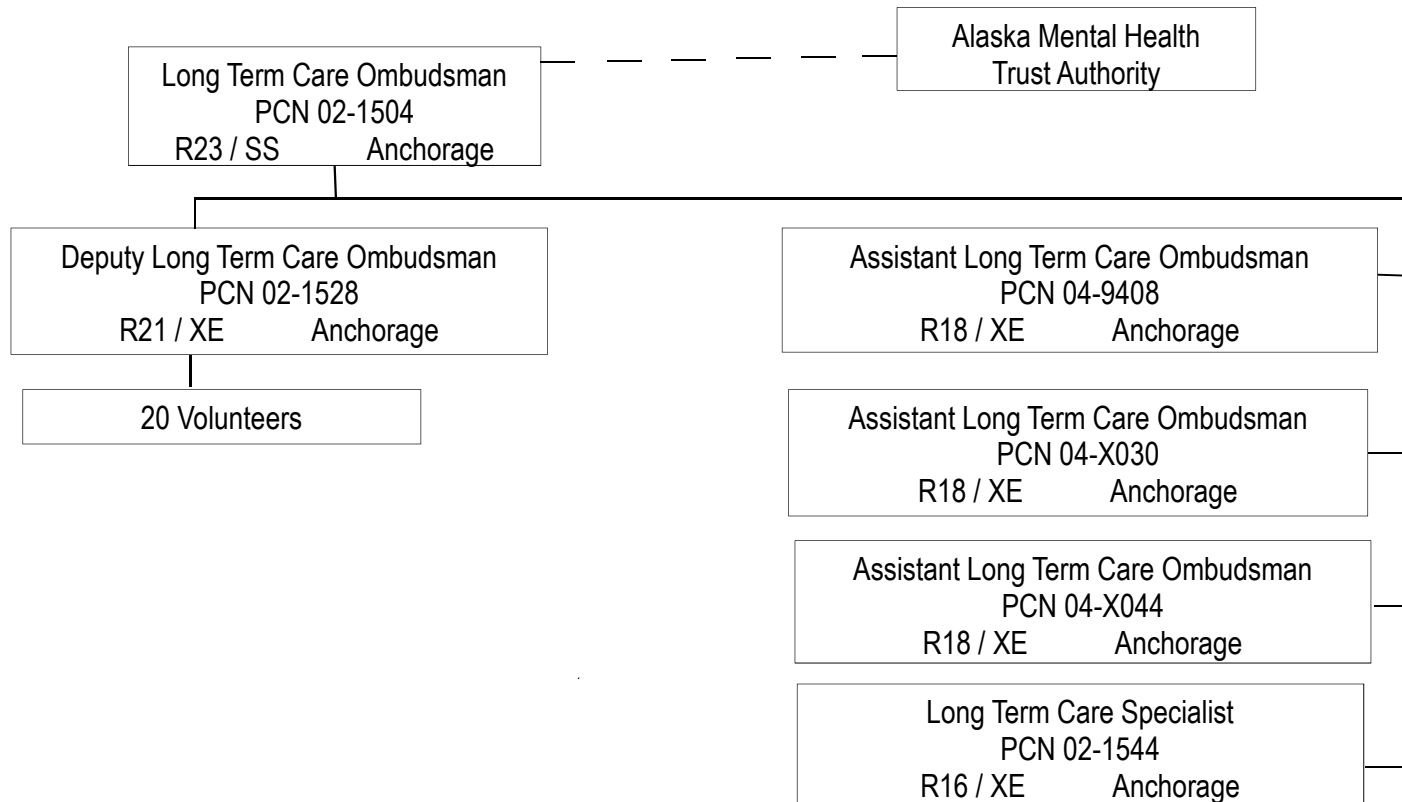 Alaska Mental Health
Trust Authority
Long Term Care Ombudsman
PCN 02-1504
R23 / SS Anchorage
Deputy Long Term Care Ombudsman
PCN 02-1528
R21 / XE Anchorage
20 Volunteers
Assistant Long Term Care Ombudsman
PCN 04-9408
R18 / XE Anchorage
Assistant Long Term Care Ombudsman
PCN 04-X030
R18 / XE Anchorage
Assistant Long Term Care Ombudsman
PCN 04-X044
R18 / XE Anchorage
Long Term Care Specialist
PCN 02-1544
R16 / XE Anchorage